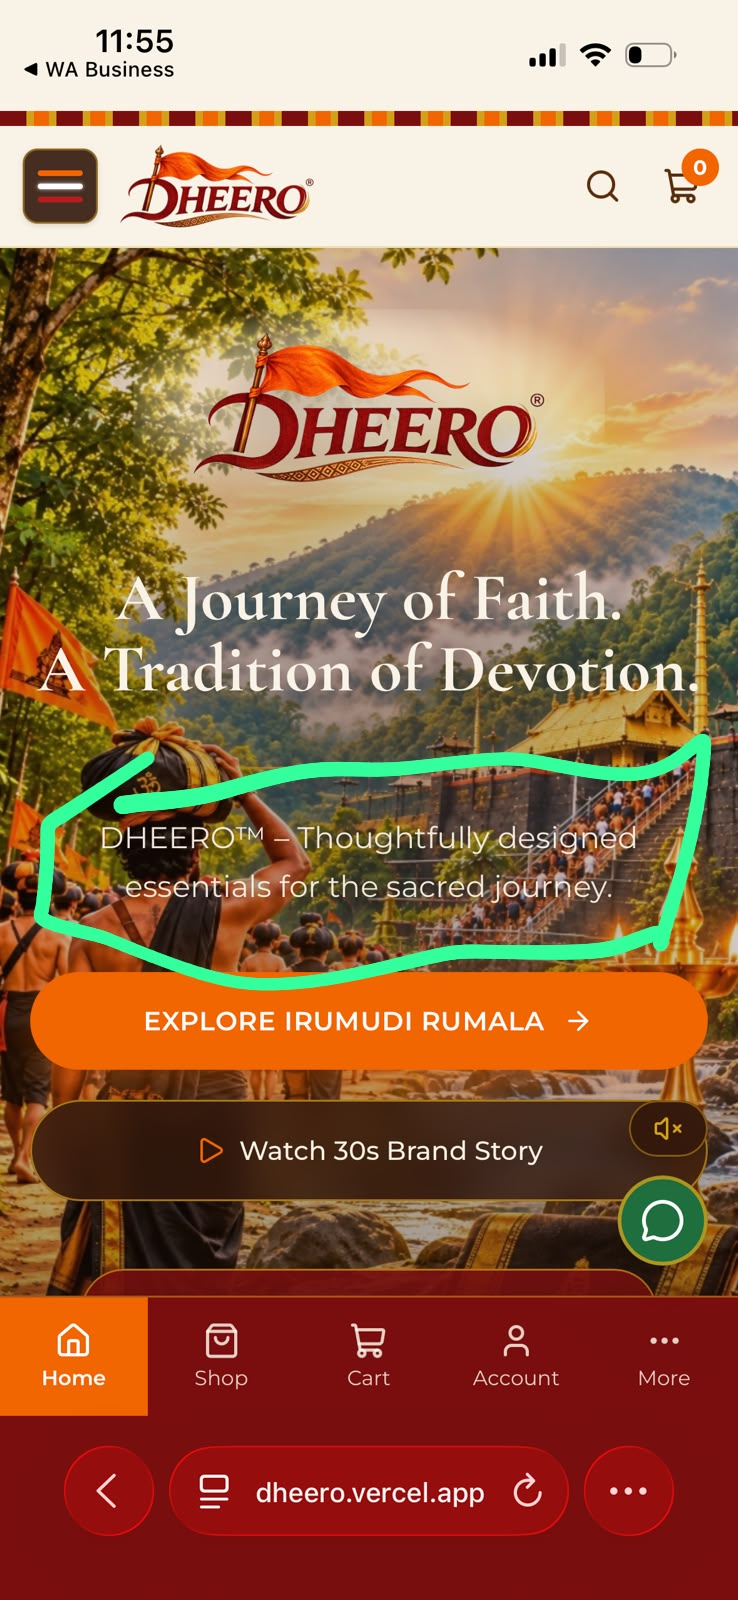 11:55
◀ WA Business
DHEERO®
0
DHEERO®
A Journey of Faith.
A Tradition of Devotion.
ॐ
DHEERO™ – Thoughtfully designed
essentials for the sacred journey.
EXPLORE IRUMUDI RUMALA →
Watch 30s Brand Story
Home
Shop
Cart
Account
More
dheero.vercel.app